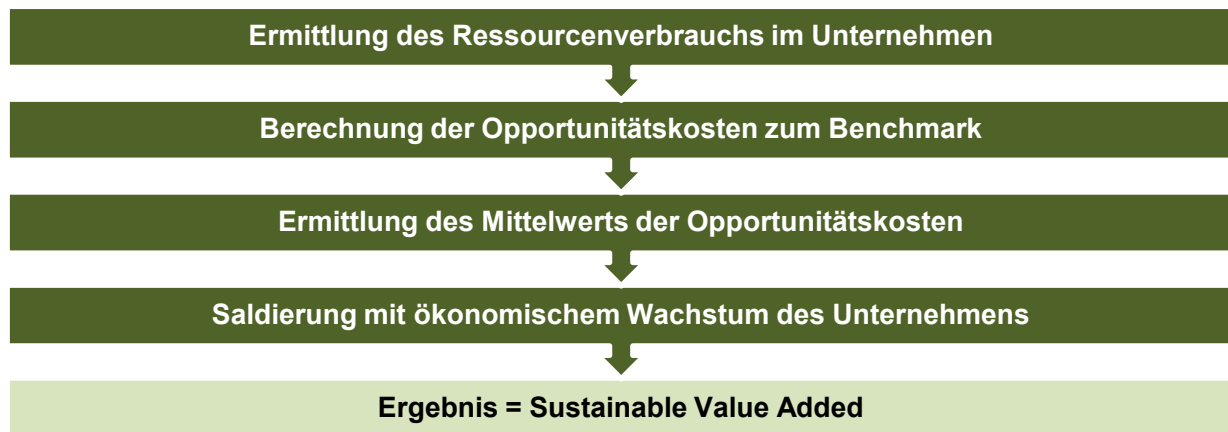 Ermittlung des Ressourcenverbrauchs im Unternehmen
Berechnung der Opportunitätskosten zum Benchmark
Ermittlung des Mittelwerts der Opportunitätskosten
Saldierung mit ökonomischem Wachstum des Unternehmens
Ergebnis = Sustainable Value Added